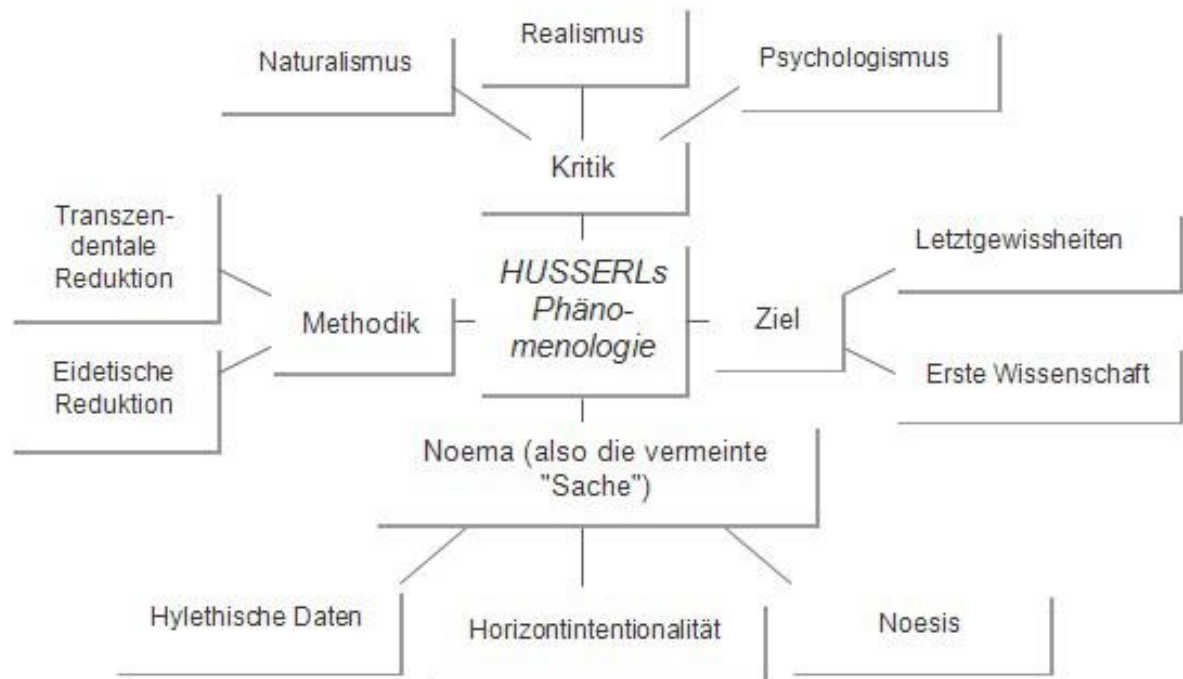 Realismus
Naturalismus
Psychologismus
Kritik
Transzen-
dentale
Reduktion
Letztgewissheiten
HUSSERLs
Phäno-
menologie
Methodik
Ziel
Eidetische
Reduktion
Erste Wissenschaft
Noema (also die vermeinte
"Sache")
Hylethische Daten
Horizontintentionalität
Noesis